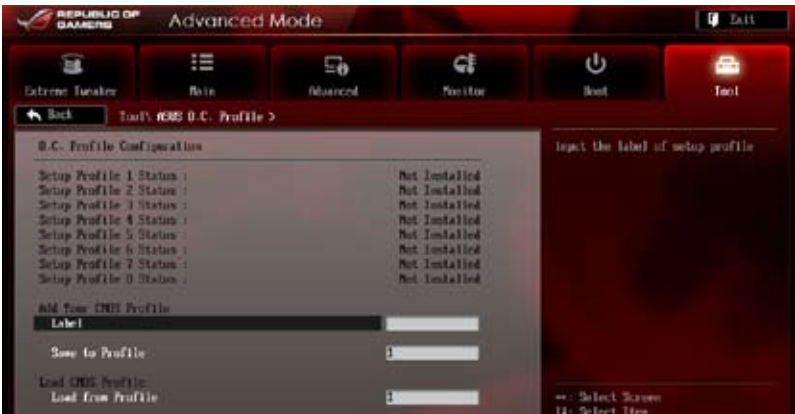 REPUBLIC OF GAMERS
Advanced Mode
Exit
Extreme Tweaker
Main
Advanced
Monitor
Boot
Tool
Back
Tool\ ASUS O.C. Profile >
O.C. Profile Configuration
Input the label of setup profile
Setup Profile 1 Status : Not Installed
Setup Profile 2 Status : Not Installed
Setup Profile 3 Status : Not Installed
Setup Profile 4 Status : Not Installed
Setup Profile 5 Status : Not Installed
Setup Profile 6 Status : Not Installed
Setup Profile 7 Status : Not Installed
Setup Profile 8 Status : Not Installed
Add Your CMOS Profile
Label
Save to Profile 1
Load CMOS Profile
Load from Profile 1
→←: Select Screen
↑↓: Select Item